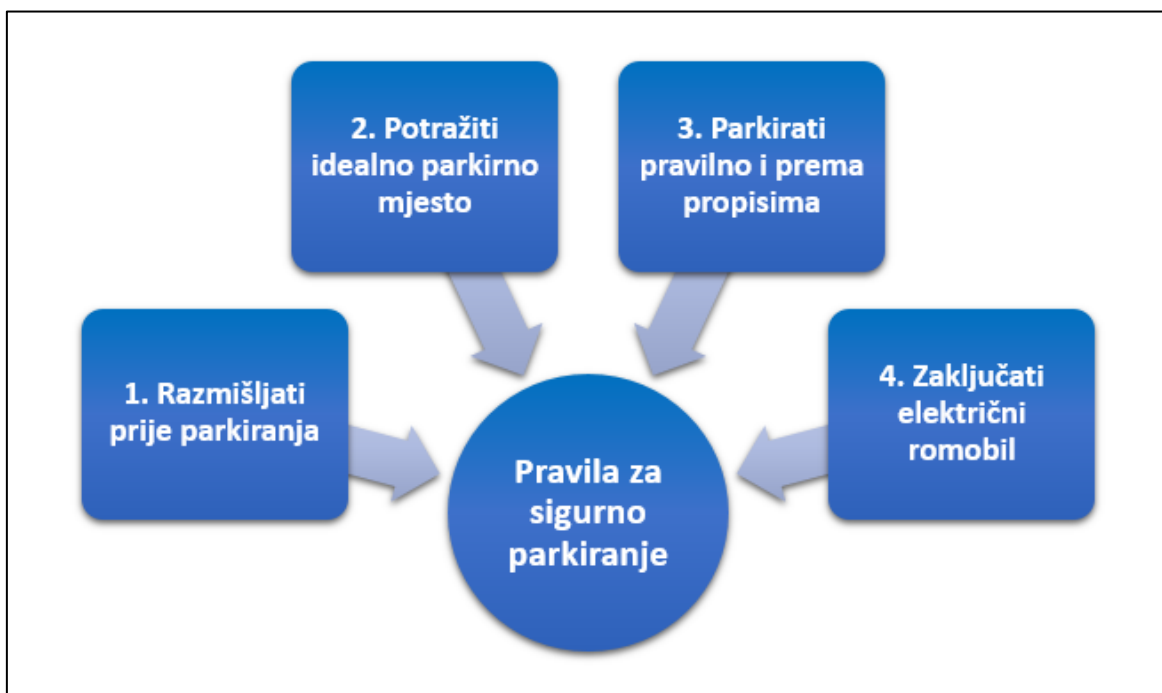 1. Razmišljati
prije parkiranja
2. Potražiti
idealno parkirno
mjesto
3. Parkirati
pravilno i prema
propisima
4. Zaključati
električni
romobil
Pravila za
sigurno
parkiranje